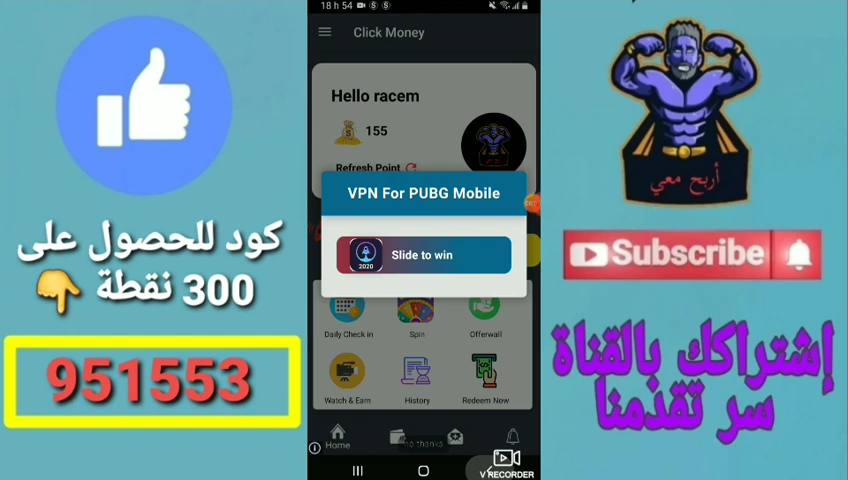 18 h 54
Click Money
Hello racem
155
Refresh Point
VPN For PUBG Mobile
2020
Slide to win
Daily Check in
Spin
Offerwall
Watch & Earn
History
Redeem Now
Home
no thanks
V RECORDER
كود للحصول على
300 نقطة
951553
أربح معي
Subscribe
إشتراكك بالقناة
سر تقدمنا